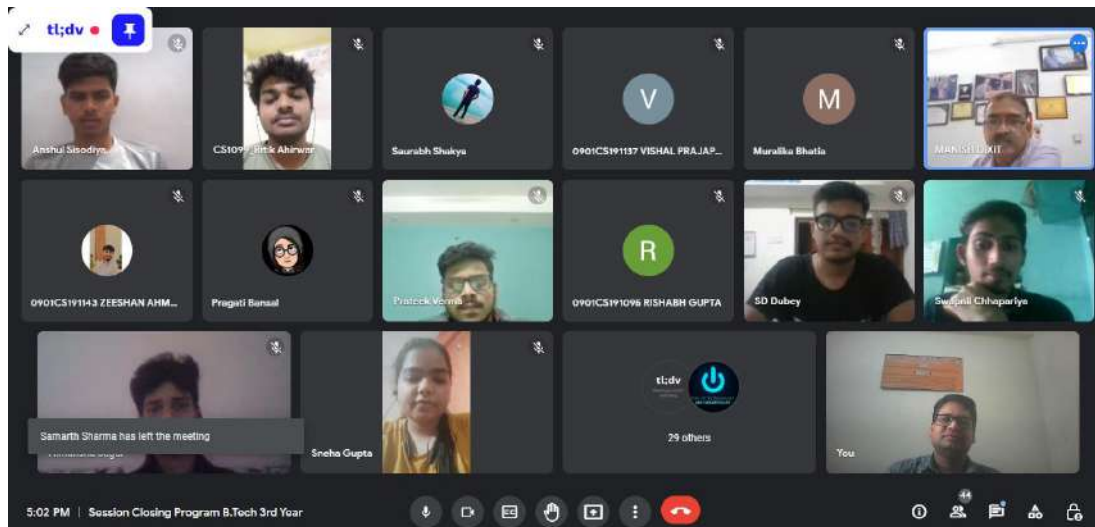 tl;dv
Anshul Sisodiya
CS109
Ritik Ahirwar
Saurabh Shakya
V
0901CS191137 VISHAL PRAJAP...
M
Muralika Bhatia
MANISH DIXIT
0901CS191143 ZEESHAN AHM...
Pragati Bansal
Prateek Verma
R
0901CS191096 RISHABH GUPTA
SD Dubey
Swapnil Chhapariya
Samarth Sharma has left the meeting
Sneha Gupta
tl;dv
29 others
You
44
5:02 PM | Session Closing Program B.Tech 3rd Year